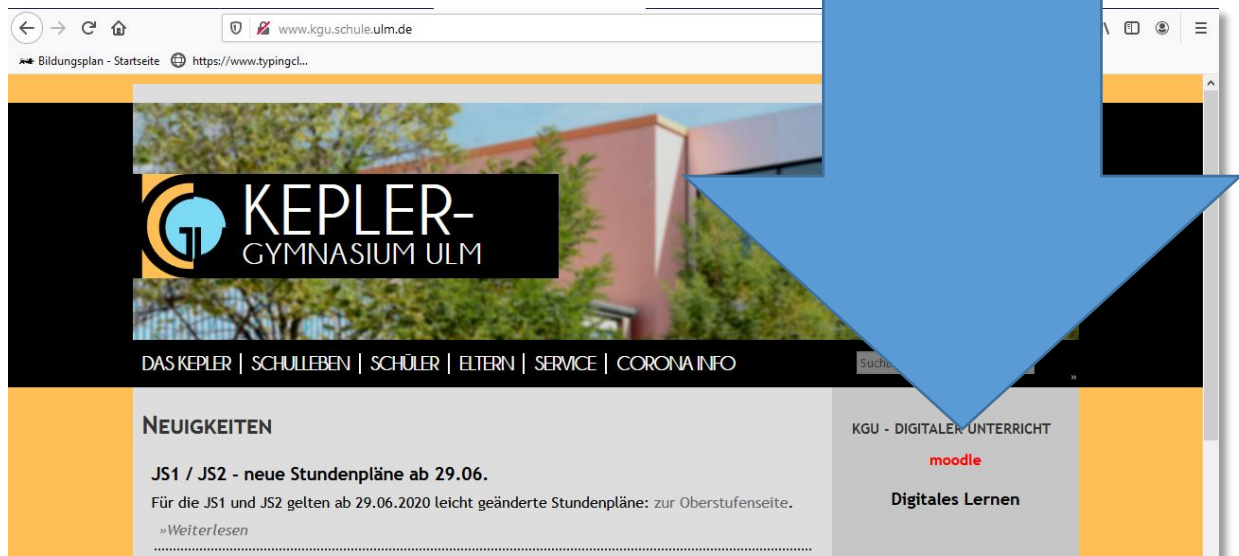 www.kgu.schule.ulm.de
Bildungsplan - Startseite https://www.typingcl...
KEPLER-
GYMNASIUM ULM
DAS KEPLER | SCHULLEBEN | SCHÜLER | ELTERN | SERVICE | CORONA INFO
NEUIGKEITEN
JS1 / JS2 - neue Stundenpläne ab 29.06.
Für die JS1 und JS2 gelten ab 29.06.2020 leicht geänderte Stundenpläne: zur Oberstufenseite.
»Weiterlesen
KGU - DIGITALER UNTERRICHT
moodle
Digitales Lernen